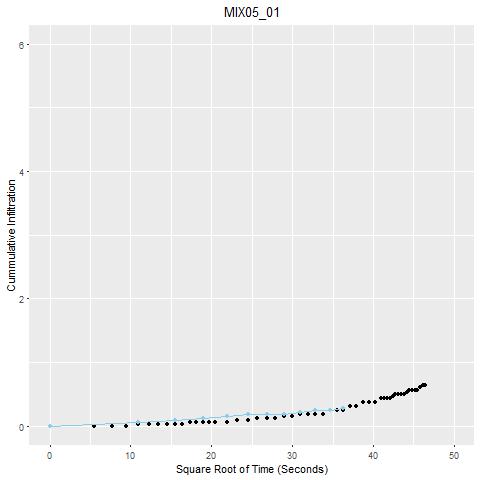 MIX05_01
6
4
2
0
Cummulative Infiltration
0 10 20 30 40 50
Square Root of Time (Seconds)